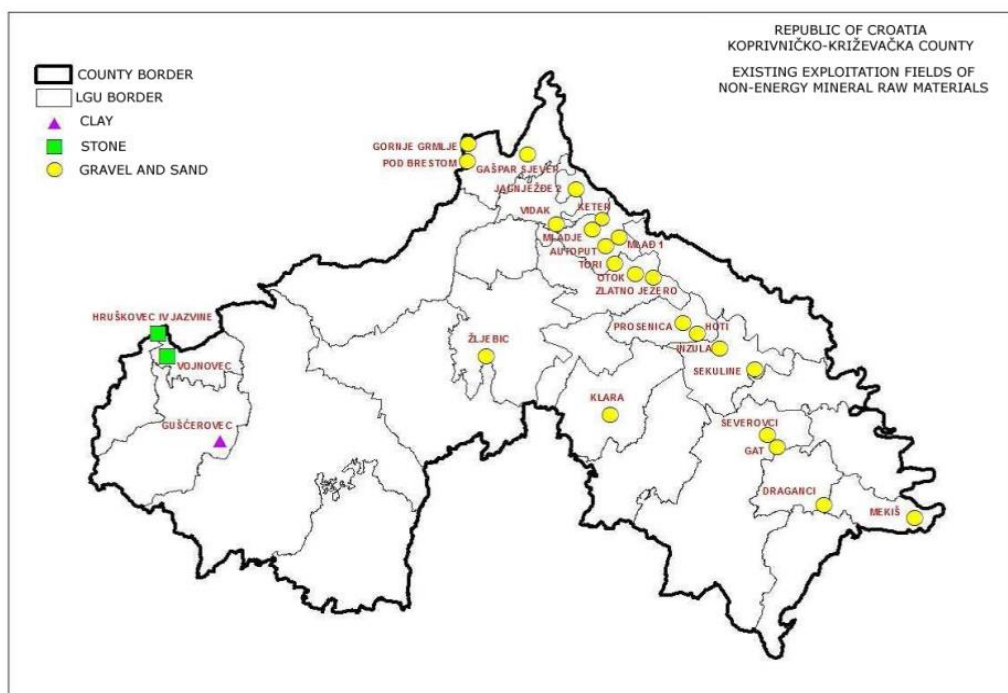 REPUBLIC OF CROATIA
KOPRIVNIČKO-KRIŽEVAČKA COUNTY
EXISTING EXPLOITATION FIELDS OF
NON-ENERGY MINERAL RAW MATERIALS
COUNTY BORDER
LGU BORDER
CLAY
STONE
GRAVEL AND SAND
GORNJE GRMLJE
POD BRESTOM
GAŠPAR SJEVER
JAGNJEŽĐE 2
VIDAK
KETER
MLADJE
MLAĐ 1
AUTOPUT
TORI
OTOK
ZLATNO JEZERO
HRUŠKOVEC IV JAZVINE
PROSENICA
HOTI
VOJNOVEC
ŽLJEBIC
INZULA
SEKULINE
KLARA
GUŠĆEROVEC
SEVEROVCI
GAT
DRAGANCI
MEKIŠ